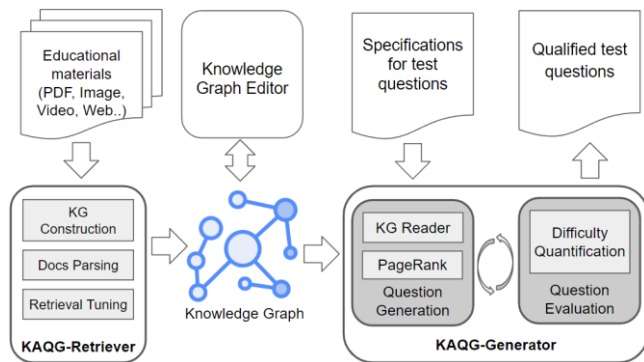 Educational
materials
(PDF, Image,
Video, Web..)
Knowledge
Graph Editor
Specifications
for test
questions
Qualified test
questions
KG
Construction
Docs Parsing
Retrieval Tuning
KAQG-Retriever
Knowledge Graph
KG Reader
PageRank
Question
Generation
Difficulty
Quantification
Question
Evaluation
KAQG-Generator